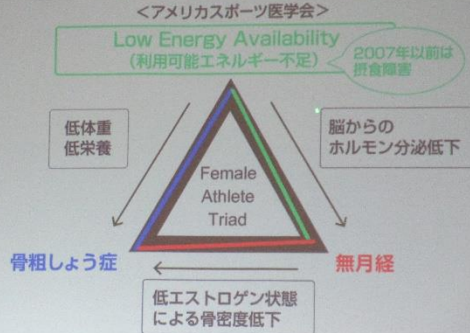 ＜アメリカスポーツ医学会＞
Low Energy Availability
（利用可能エネルギー不足）
2007年以前は
摂食障害
低体重
低栄養
脳からの
ホルモン分泌低下
Female
Athlete
Triad
骨粗しょう症
無月経
低エストロゲン状態
による骨密度低下